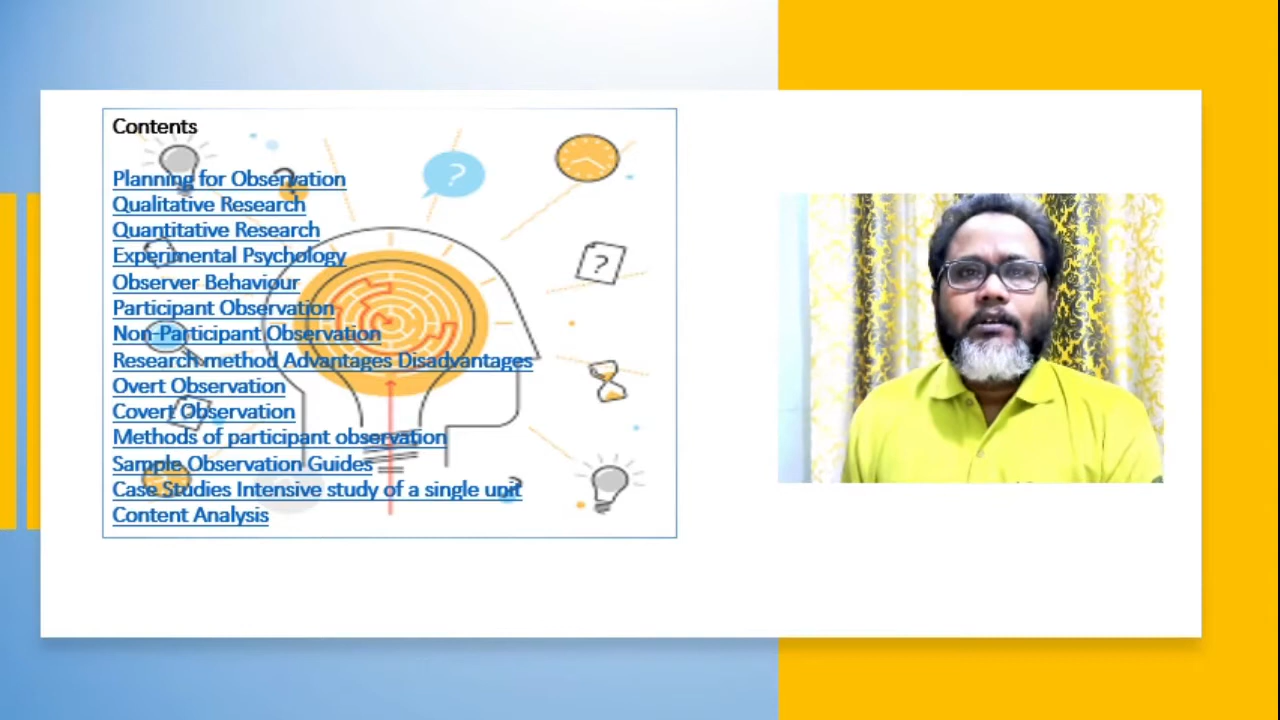 Contents
Planning for Observation
Qualitative Research
Quantitative Research
Experimental Psychology
Observer Behaviour
Participant Observation
Non-Participant Observation
Research method Advantages Disadvantages
Overt Observation
Covert Observation
Methods of participant observation
Sample Observation Guides
Case Studies Intensive study of a single unit
Content Analysis